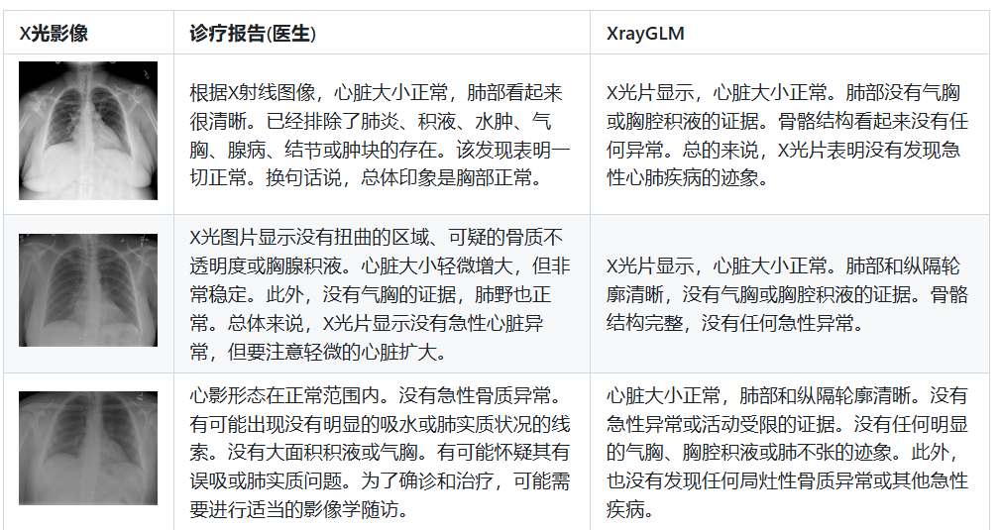 X光影像
诊疗报告(医生)
XrayGLM
根据X射线图像，心脏大小正常，肺部看起来
很清晰。已经排除了肺炎、积液、水肿、气
胸、腺病、结节或肿块的存在。该发现表明一
切正常。换句话说，总体印象是胸部正常。
X光片显示，心脏大小正常。肺部没有气胸
或胸腔积液的证据。骨骼结构看起来没有任
何异常。总的来说，X光片表明没有发现急
性心肺疾病的迹象。
X光图片显示没有扭曲的区域、可疑的骨质不
透明度或胸腺积液。心脏大小轻微增大，但非
常稳定。此外，没有气胸的证据，肺野也正
常。总体来说，X光片显示没有急性心脏异
常，但要注意轻微的心脏扩大。
X光片显示，心脏大小正常。肺部和纵隔轮
廓清晰，没有气胸或胸腔积液的证据。骨骼
结构完整，没有任何急性异常。
心影形态在正常范围内。没有急性骨质异常。
有可能出现没有明显的吸水或肺实质状况的线
索。没有大面积积液或气胸。有可能怀疑其有
误吸或肺实质问题。为了确诊和治疗，可能需
要进行适当的影像学随访。
心脏大小正常，肺部和纵隔轮廓清晰。没有
急性异常或活动受限的证据。没有任何明显
的气胸、胸腔积液或肺不张的迹象。此外，
也没有发现任何局灶性骨质异常或其他急性
疾病。